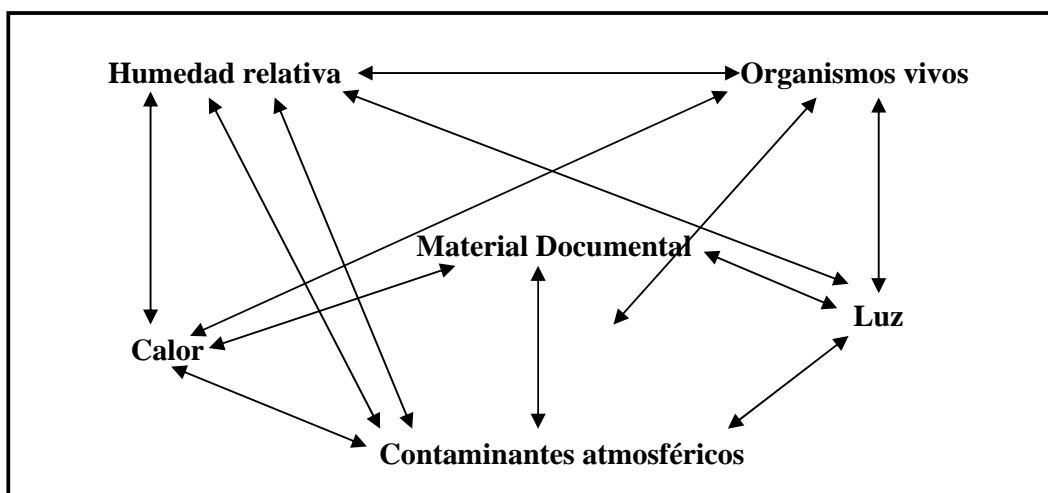 Humedad relativa
Organismos vivos
Material Documental
Luz
Calor
Contaminantes atmosféricos